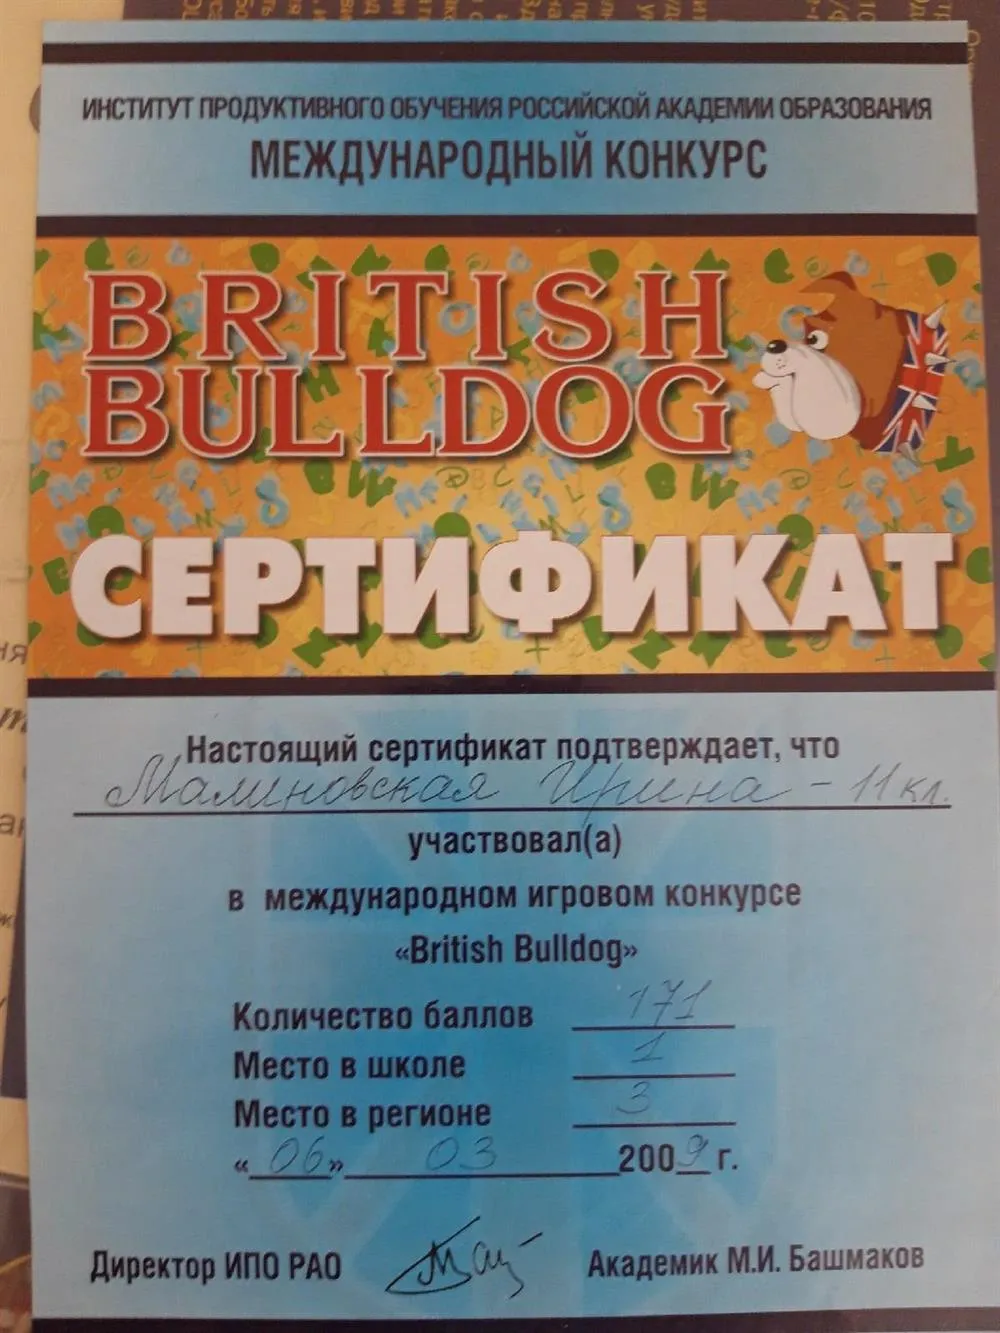 ИНСТИТУТ ПРОДУКТИВНОГО ОБУЧЕНИЯ РОССИЙСКОЙ АКАДЕМИИ ОБРАЗОВАНИЯ
МЕЖДУНАРОДНЫЙ КОНКУРС
BRITISH
BULLDOG
СЕРТИФИКАТ
Настоящий сертификат подтверждает, что
Малиновская Ирина - 11 кл.
участвовал(а)
в международном игровом конкурсе
«British Bulldog»
Количество баллов 171
Место в школе 1
Место в регионе 3
«06» 03 2009 г.
Директор ИПО РАО Академик М.И. Башмаков